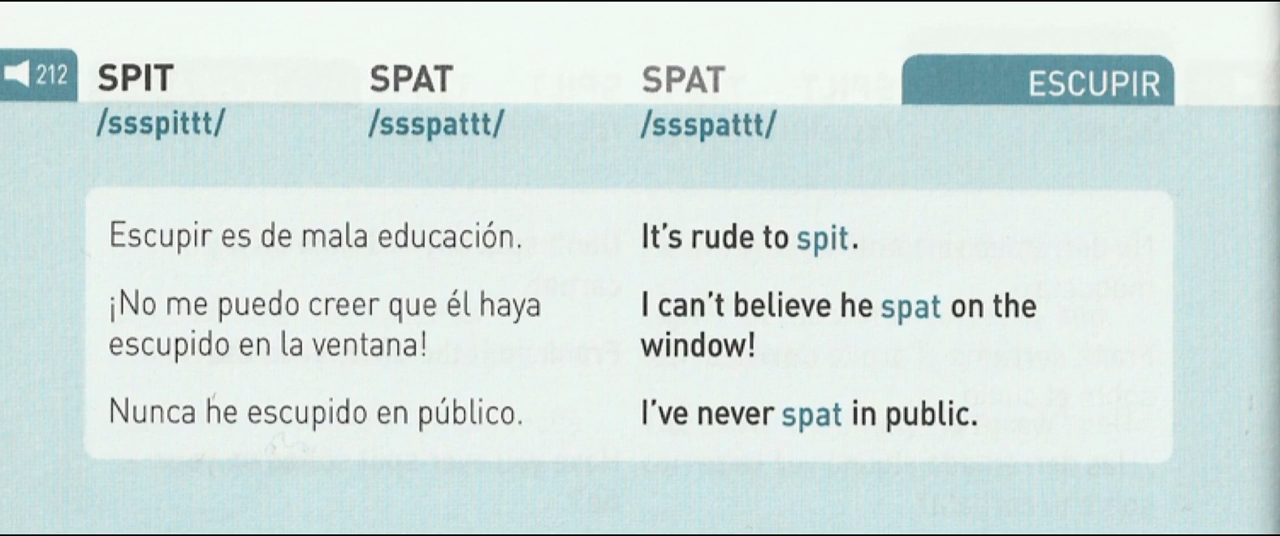 212 SPIT SPAT SPAT ESCUPIR
/ssspittt/ /ssspattt/ /ssspattt/
Escupir es de mala educación. It's rude to spit.
¡No me puedo creer que él haya escupido en la ventana! I can't believe he spat on the window!
Nunca he escupido en público. I've never spat in public.